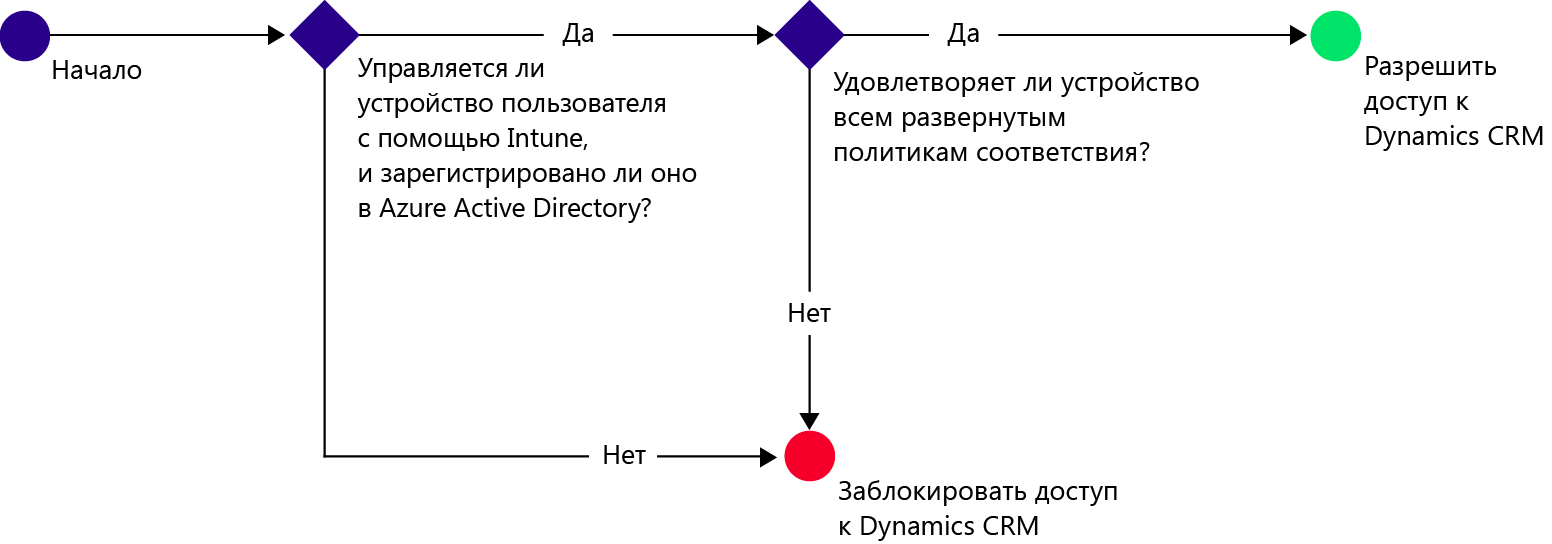 Начало
Да
Управляется ли
устройство пользователя
с помощью Intune,
и зарегистрировано ли оно
в Azure Active Directory?
Да
Удовлетворяет ли устройство
всем развернутым
политикам соответствия?
Разрешить
доступ к
Dynamics CRM
Нет
Нет
Заблокировать доступ
к Dynamics CRM